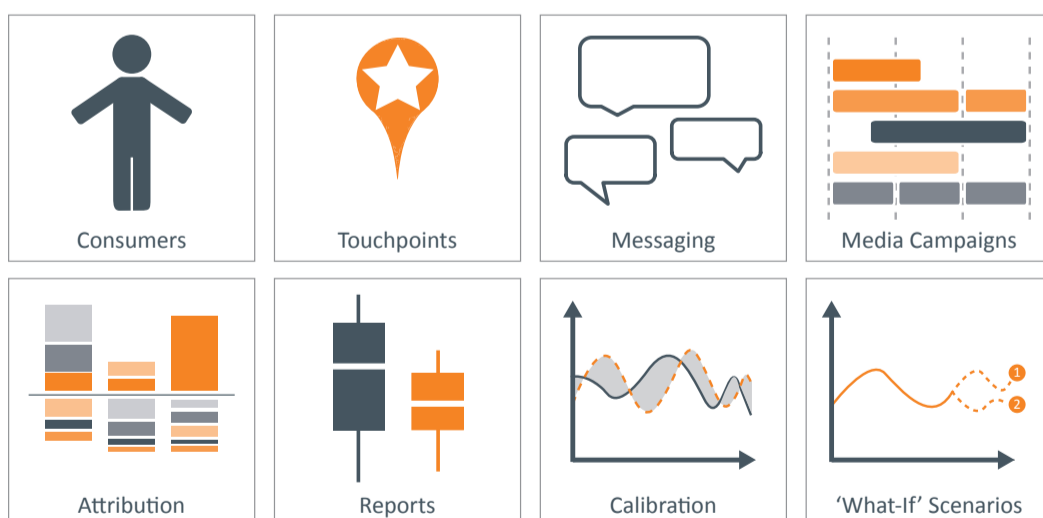 Consumers
Touchpoints
Messaging
Media Campaigns
Attribution
Reports
Calibration
1
2
‘What-If’ Scenarios